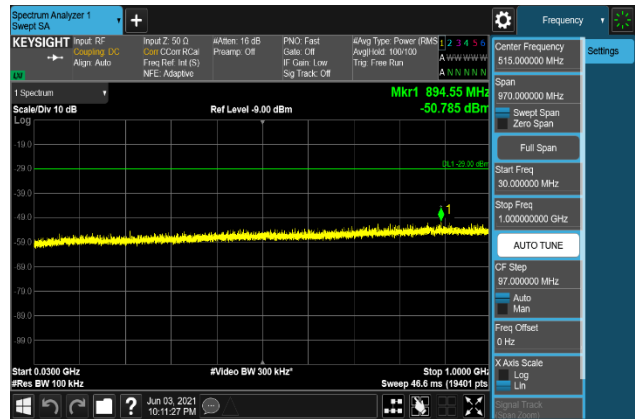 Spectrum Analyzer 1
Swept SA
Frequency
KEYSIGHT
Input: RF
Coupling: DC
Align: Auto
Input Z: 50 Ω
Corr CCorr RCal
Freq Ref: Int (S)
NFE: Adaptive
#Atten: 16 dB
Preamp: Off
PNO: Fast
Gate: Off
IF Gain: Low
Sig Track: Off
#Avg Type: Power (RMS
Avg|Hold: 100/100
Trig: Free Run
1 2 3 4 5 6
A W W W W W
A N N N N N
LW
1 Spectrum
Scale/Div 10 dB
Log
Ref Level -9.00 dBm
Mkr1 894.55 MHz
-50.785 dBm
-19.0
-29.0
-39.0
-49.0
-59.0
-69.0
-79.0
-89.0
-99.0
DL1 -29.00 dBm
1
Start 0.0300 GHz
#Res BW 100 kHz
#Video BW 300 kHz*
Stop 1.0000 GHz
Sweep 46.6 ms (19401 pts
Jun 03, 2021
10:11:27 PM
Center Frequency
515.000000 MHz
Settings
Span
970.000000 MHz
Swept Span
Zero Span
Full Span
Start Freq
30.000000 MHz
Stop Freq
1.000000000 GHz
AUTO TUNE
CF Step
97.000000 MHz
Auto
Man
Freq Offset
0 Hz
X Axis Scale
Log
Lin
Signal Track
(Span Zoom)